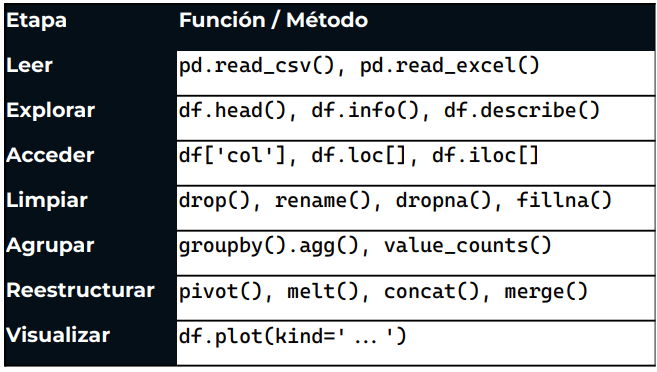 Etapa Función / Método
Leer pd.read_csv(), pd.read_excel()
Explorar df.head(), df.info(), df.describe()
Acceder df['col'], df.loc[], df.iloc[]
Limpiar drop(), rename(), dropna(), fillna()
Agrupar groupby().agg(), value_counts()
Reestructurar pivot(), melt(), concat(), merge()
Visualizar df.plot(kind='...')